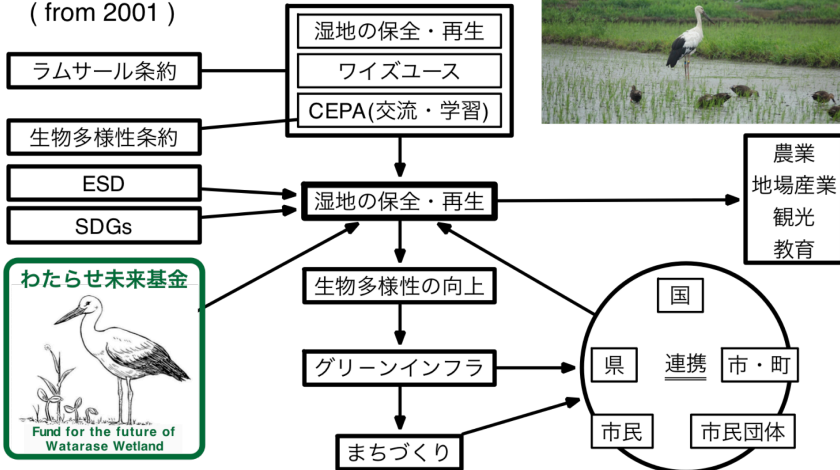 ( from 2001 )
湿地の保全・再生
ワイズユース
CEPA(交流・学習)
ラムサール条約
生物多様性条約
ESD
SDGs
湿地の保全・再生
農業
地場産業
観光
教育
わたらせ未来基金
Fund for the future of
Watarase Wetland
生物多様性の向上
グリーンインフラ
まちづくり
国
県
連携
市・町
市民
市民団体